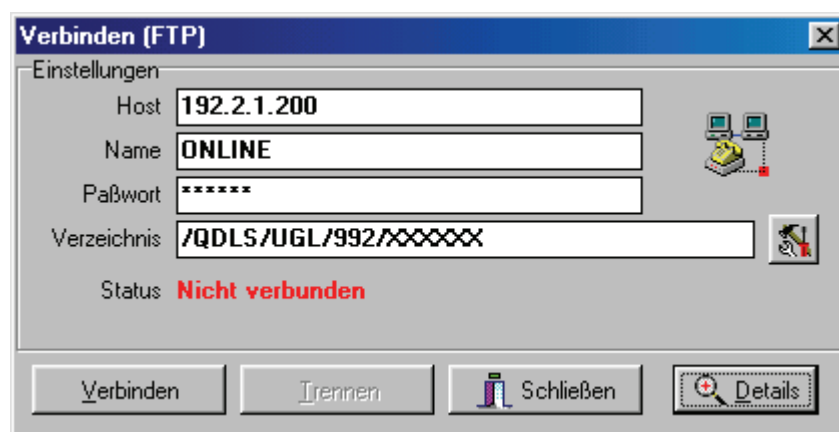 Verbinden (FTP)
Einstellungen
Host 192.2.1.200
Name ONLINE
Paßwort ******
Verzeichnis /QDLS/UGL/992/XXXXXX
Status Nicht verbunden
Verbinden Trennen Schließen Details